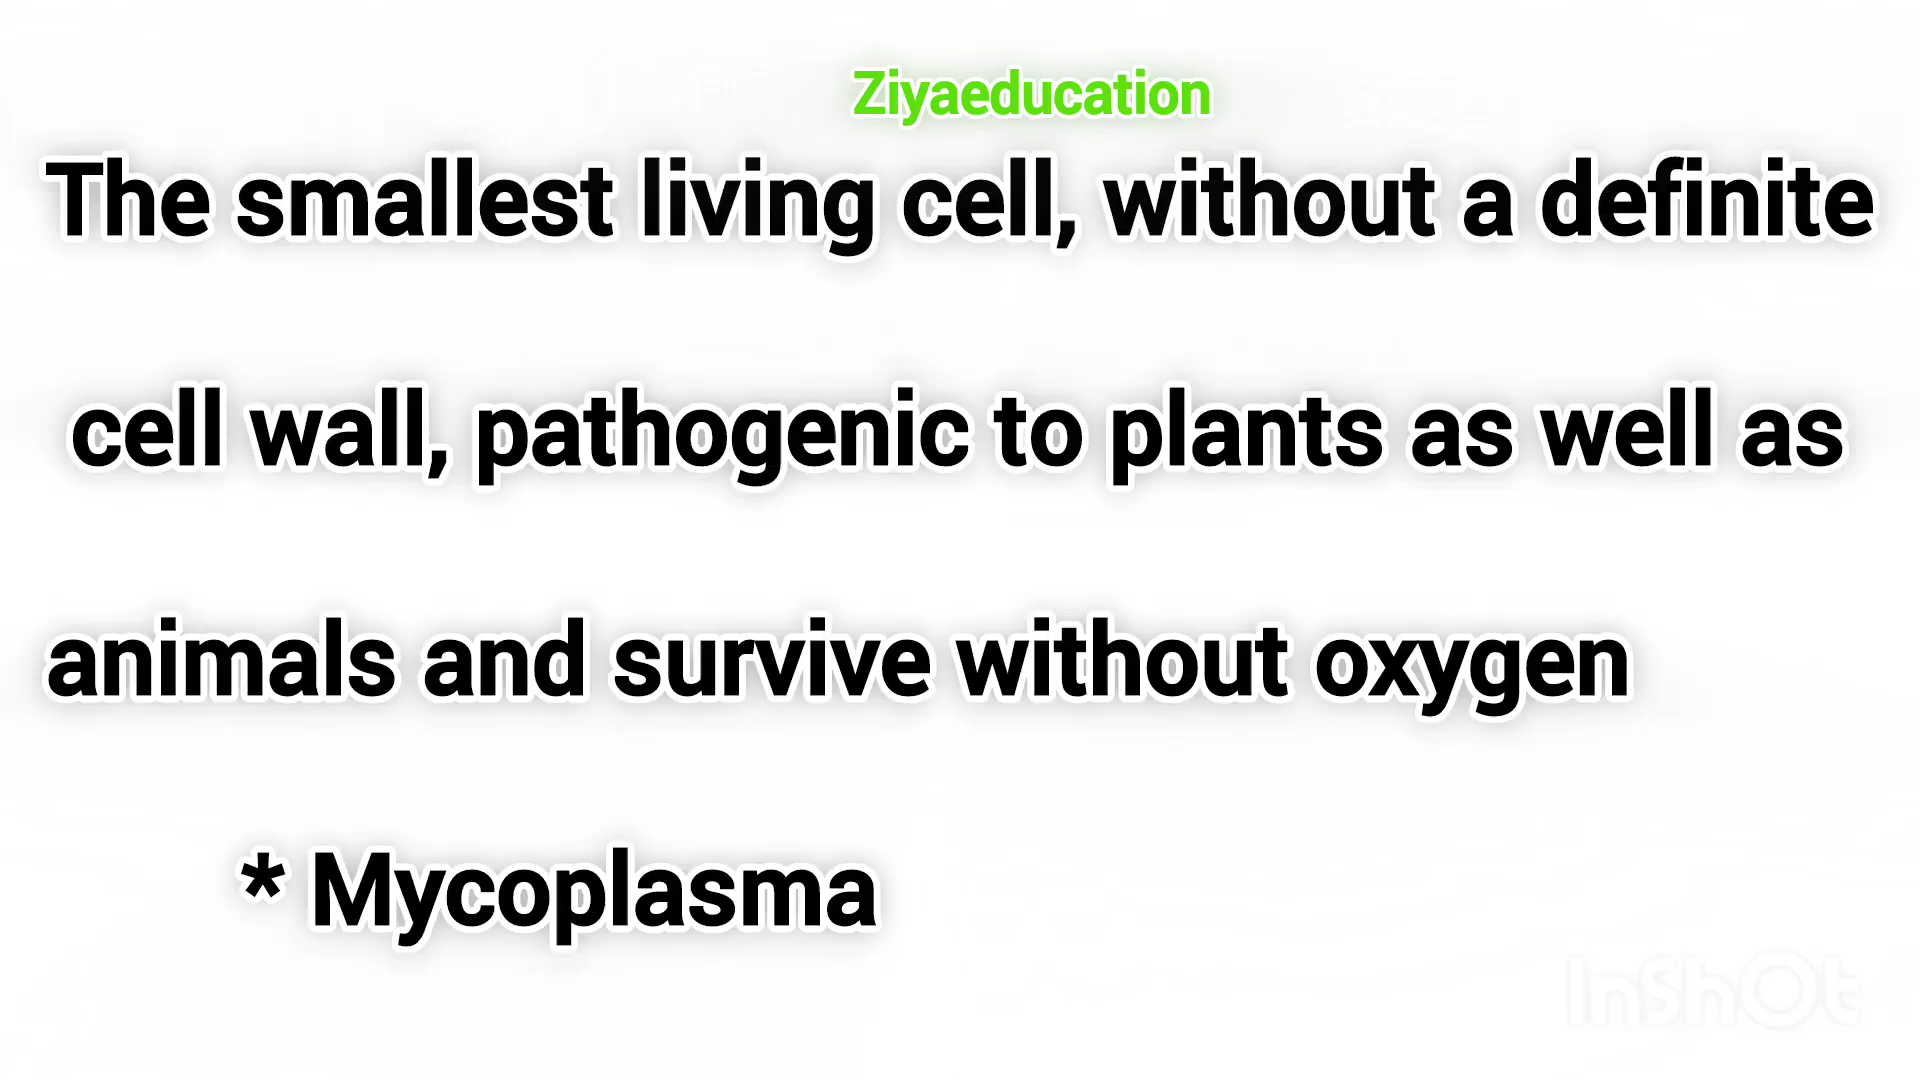 Ziyaeducation
The smallest living cell, without a definite
cell wall, pathogenic to plants as well as
animals and survive without oxygen
* Mycoplasma
InShOt